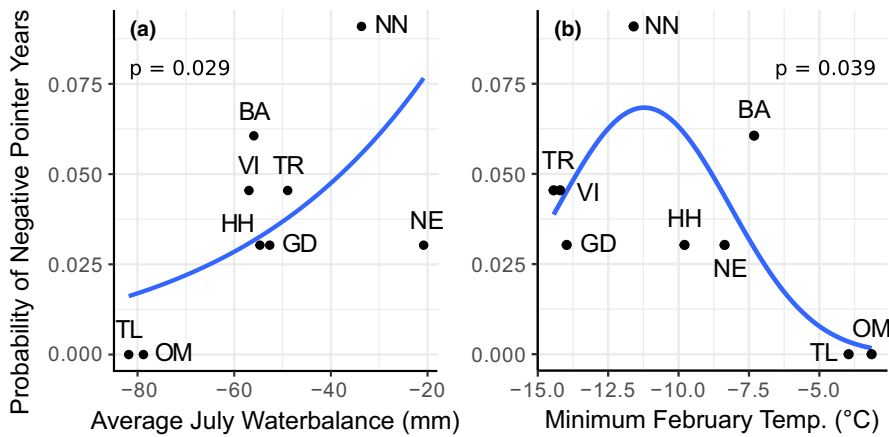 Probability of Negative Pointer Years
(a)
p = 0.029
NN
BA
VI TR
HH GD
NE
TL OM
0.075
0.050
0.025
0.000
−80 −60 −40 −20
Average July Waterbalance (mm)
(b)
NN
p = 0.039
BA
TR
VI
GD
HH
NE
OM
TL
0.075
0.050
0.025
0.000
−15.0 −12.5 −10.0 −7.5 −5.0
Minimum February Temp. (°C)